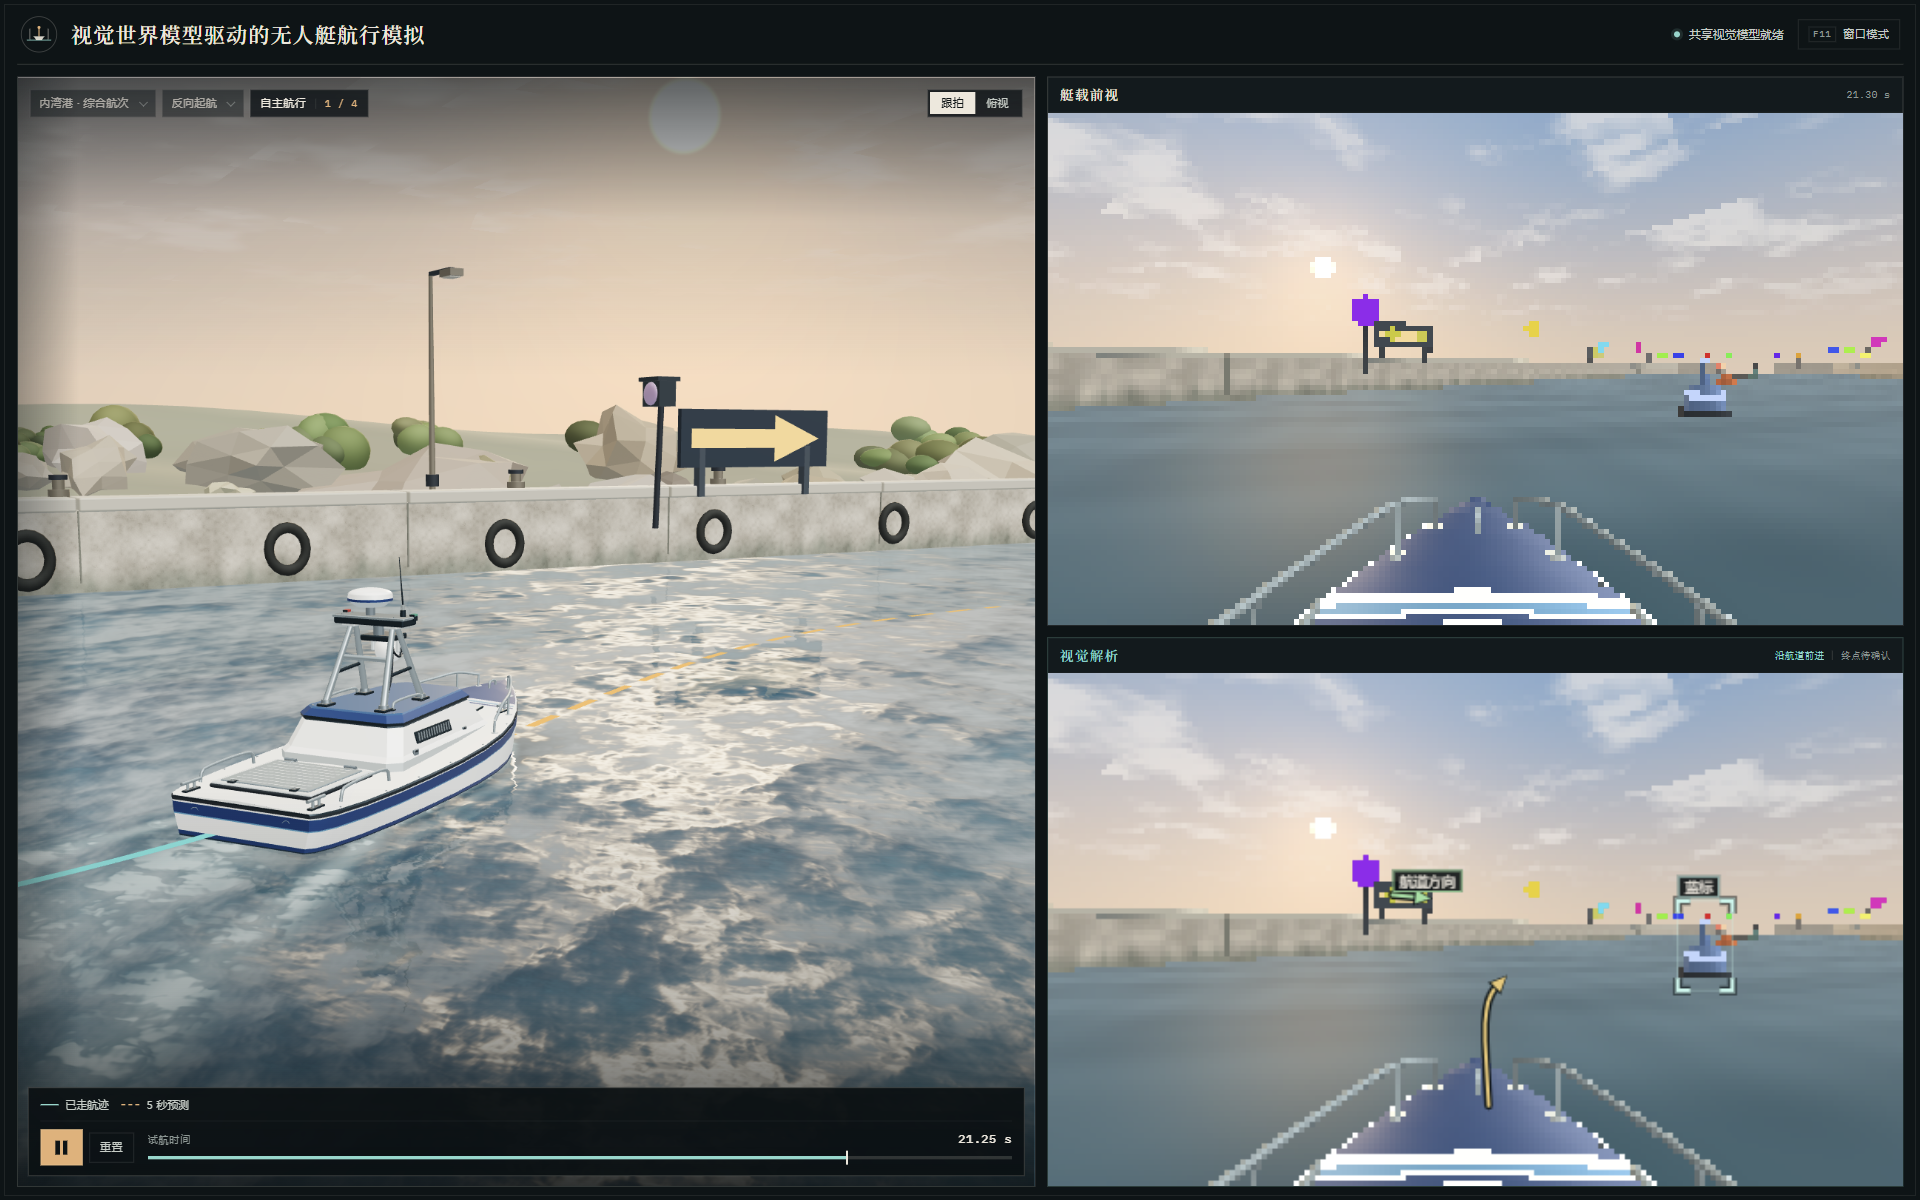 视觉世界模型驱动的无人艇航行模拟
共享视觉模型就绪
F11 窗口模式
内湾港 · 综合航次
反向起航
自主航行 1 / 4
跟拍
俯视
艇载前视
21.30 s
视觉解析
沿航道前进
终点待确认
航道方向
蓝标
已走航迹
5 秒预测
重置
试航时间
21.25 s